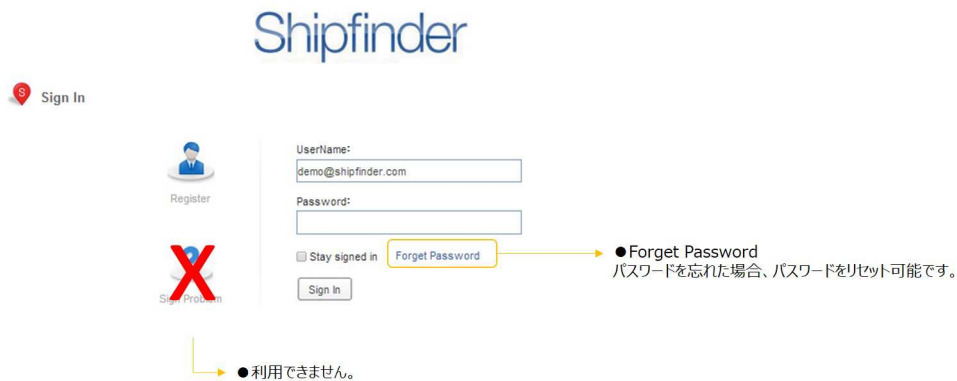 Shipfinder
S
Sign In
UserName:
demo@shipfinder.com
Register
Password:
Stay signed in
Forget Password
●Forget Password
パスワードを忘れた場合、パスワードをリセット可能です。
Sign In
Sign Problem
●利用できません。